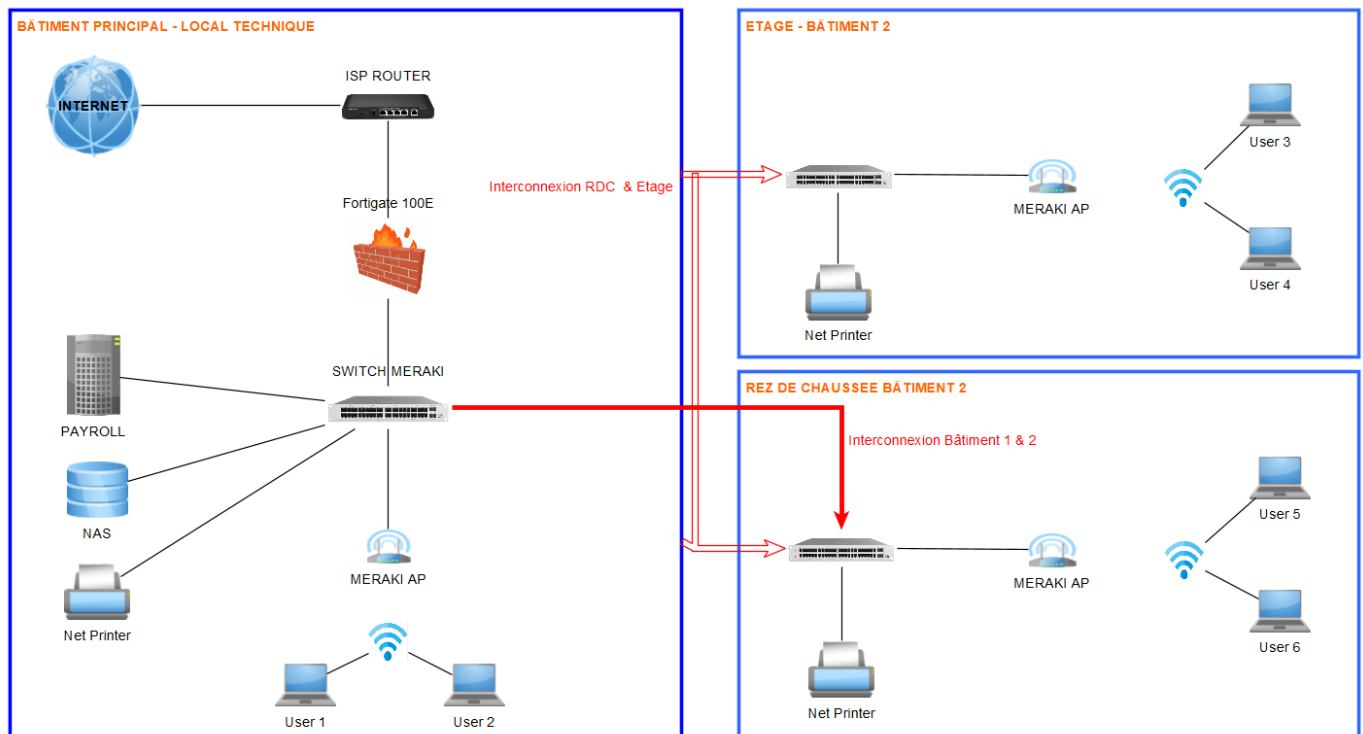 BÂTIMENT PRINCIPAL - LOCAL TECHNIQUE
INTERNET
ISP ROUTER
Fortigate 100E
SWITCH MERAKI
PAYROLL
NAS
Net Printer
MERAKI AP
User 1
User 2
Interconnexion RDC & Etage
ETAGE - BÂTIMENT 2
MERAKI AP
User 3
User 4
Net Printer
REZ DE CHAUSSEE BÂTIMENT 2
Interconnexion Bâtiment 1 & 2
MERAKI AP
User 5
User 6
Net Printer